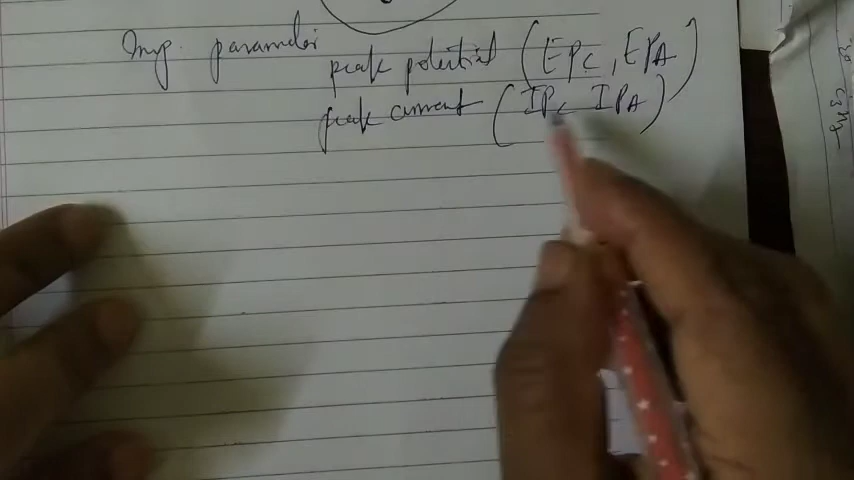 Imp. parameter
peak potential (EPC, EPA)
peak current (IPC IPA)